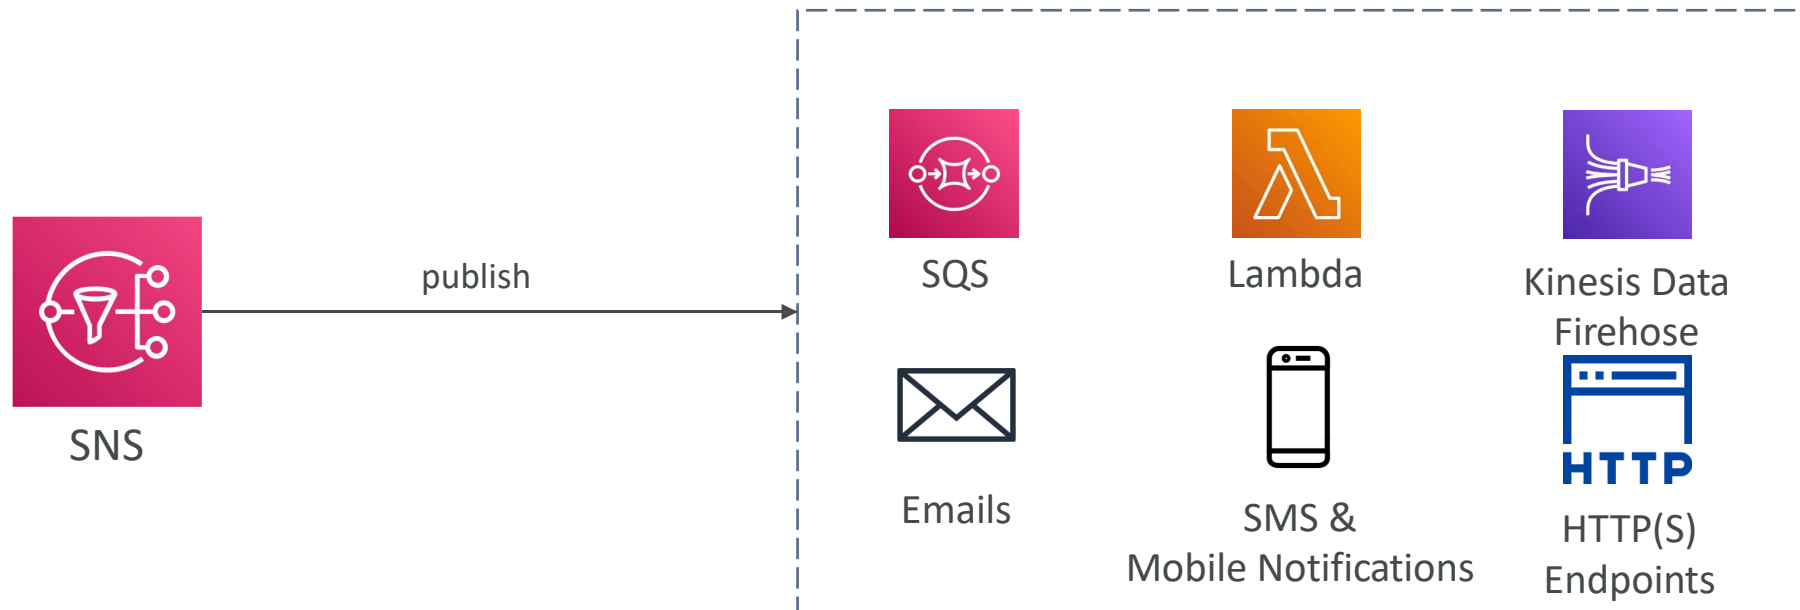 SNS
publish
SQS
Lambda
Kinesis Data
Firehose
Emails
SMS &
Mobile Notifications
HTTP
HTTP(S)
Endpoints